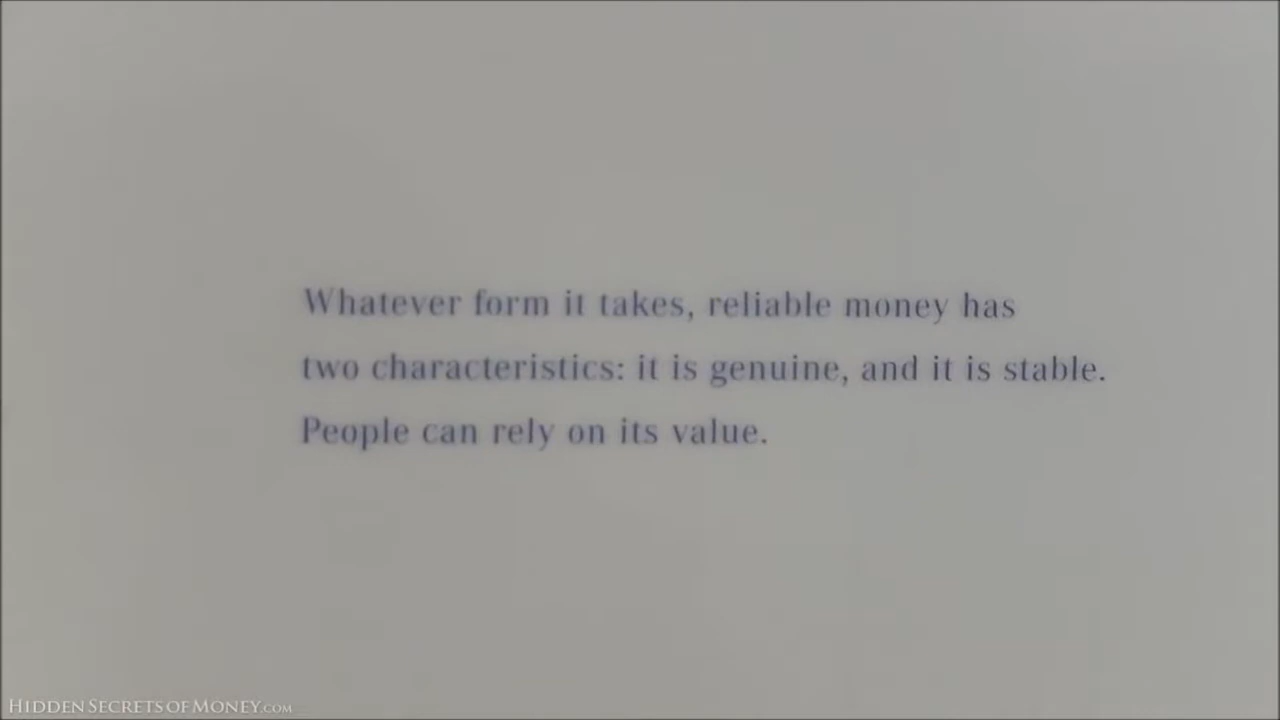 Whatever form it takes, reliable money has
two characteristics: it is genuine, and it is stable.
People can rely on its value.
HIDDEN SECRETS OF MONEY.COM